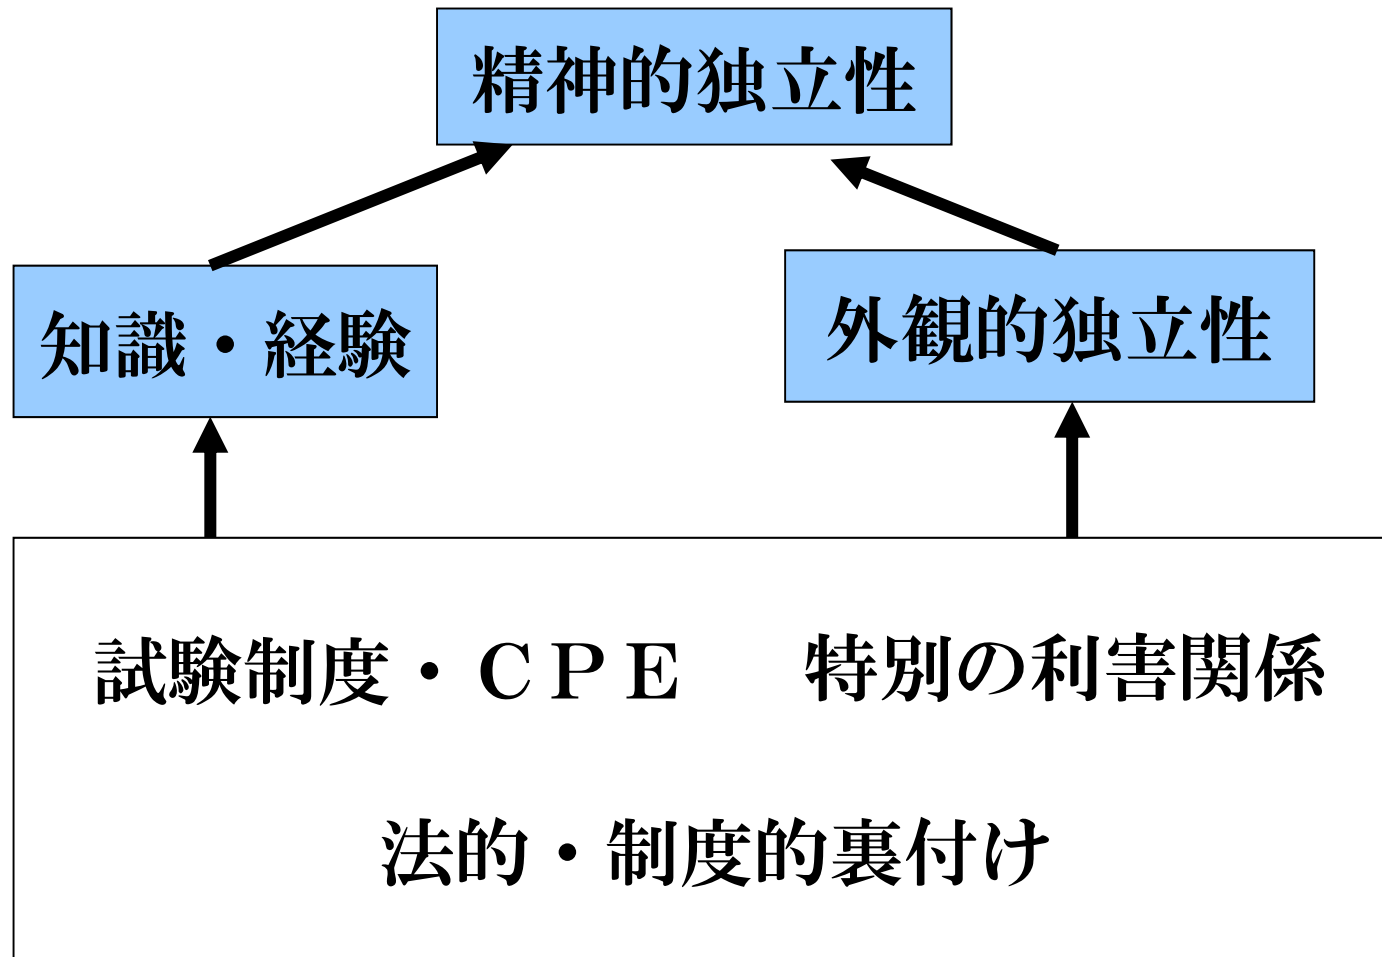 精神的独立性
知識・経験
外観的独立性
試験制度・ＣＰＥ　　特別の利害関係
法的・制度的裏付け